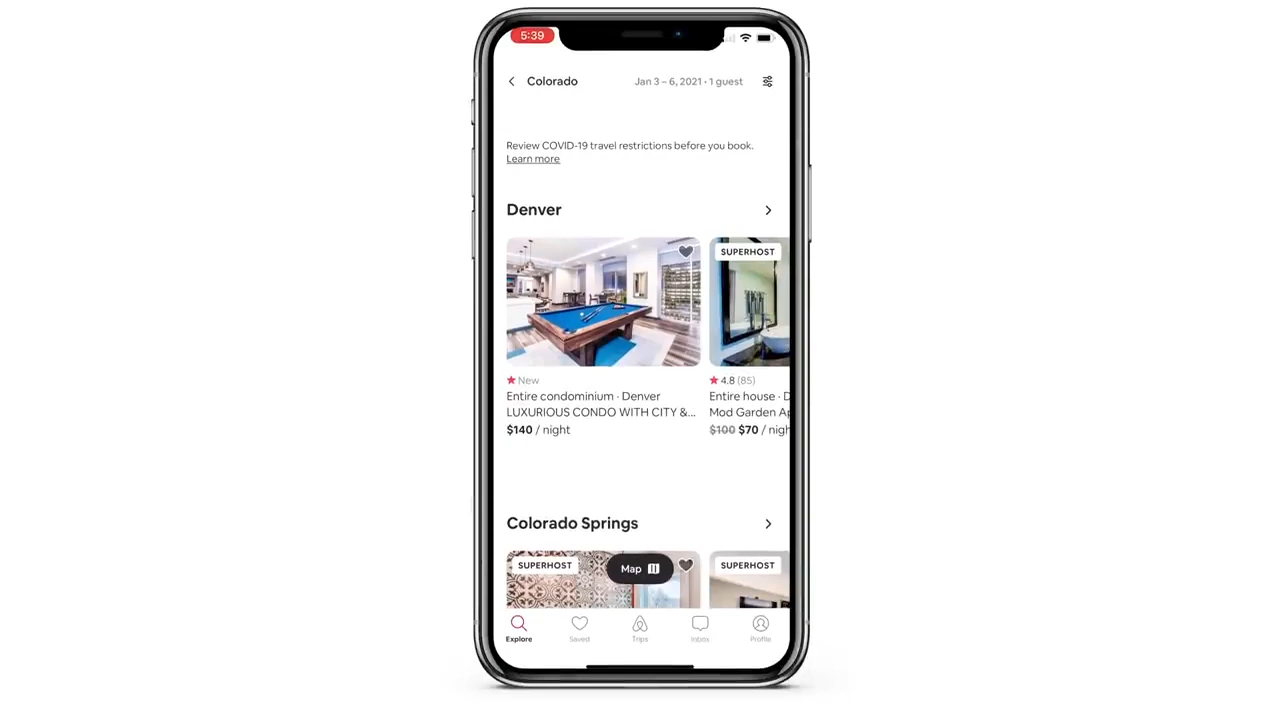 5:39
Colorado
Jan 3 – 6, 2021 • 1 guest
Review COVID-19 travel restrictions before you book.
Learn more
Denver
SUPERHOST
New
4.8 (85)
Entire condominium · Denver
Entire house · D
LUXURIOUS CONDO WITH CITY &...
Mod Garden Ap
$140 / night
$100 $70 / nigh
Colorado Springs
SUPERHOST
Map
SUPERHOST
Explore
Saved
Trips
Inbox
Profile